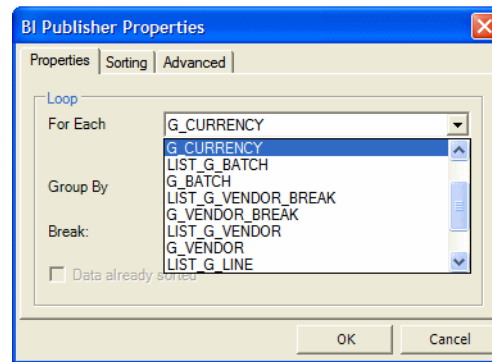 BI Publisher Properties
Properties
Sorting
Advanced
Loop
For Each
G_CURRENCY
G_CURRENCY
LIST_G_BATCH
G_BATCH
LIST_G_VENDOR_BREAK
G_VENDOR_BREAK
LIST_G_VENDOR
G_VENDOR
LIST_G_LINE
Group By
Break:
Data already sorted
OK
Cancel